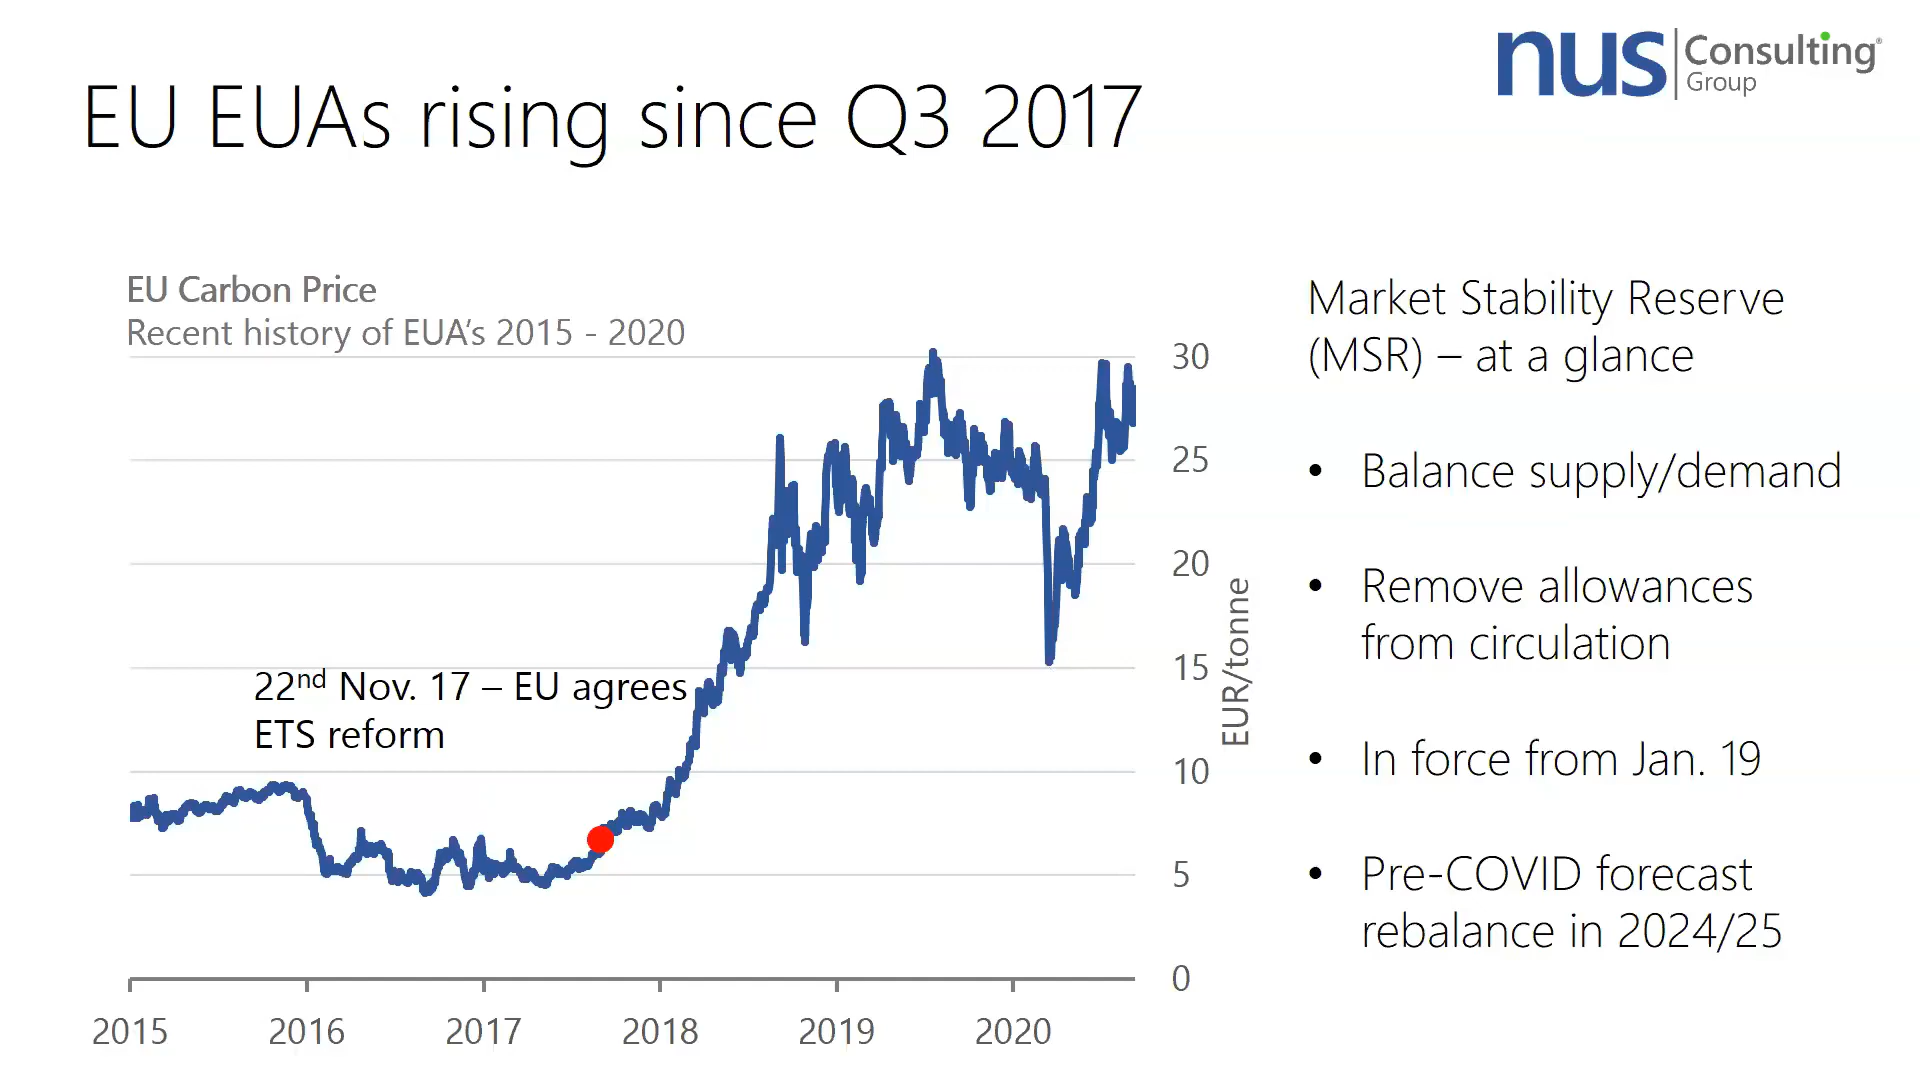 nus Consulting®
Group
EU EUAs rising since Q3 2017
EU Carbon Price
Recent history of EUA‘s 2015 - 2020
30
25
20
15
10
5
0
EUR/tonne
22nd Nov. 17 – EU agrees
ETS reform
2015 2016 2017 2018 2019 2020
Market Stability Reserve
(MSR) – at a glance
• Balance supply/demand
• Remove allowances
from circulation
• In force from Jan. 19
• Pre-COVID forecast
rebalance in 2024/25